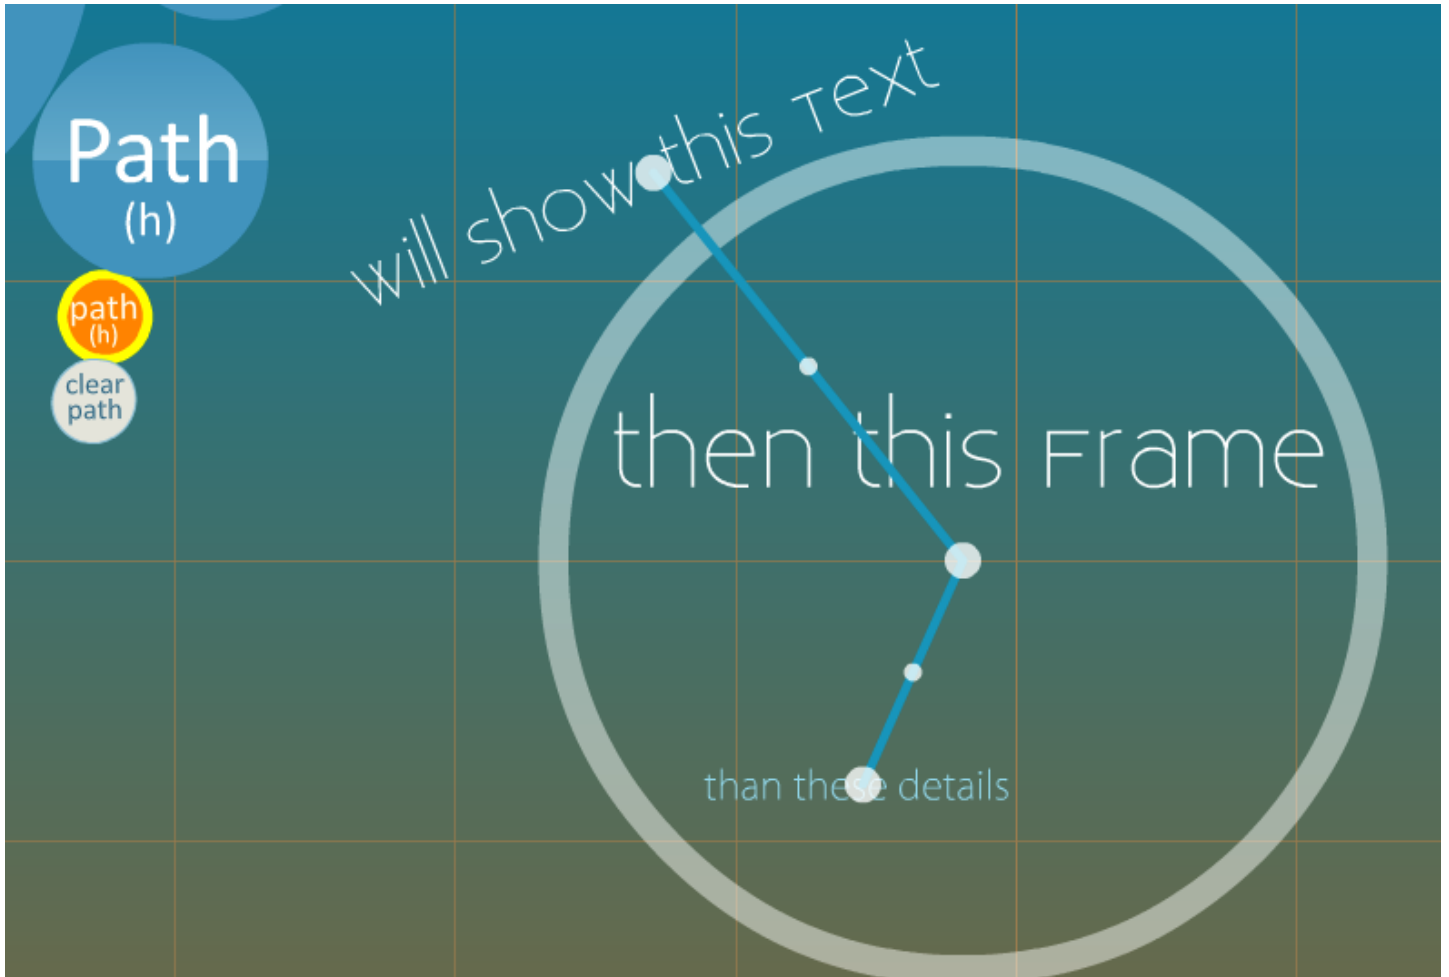 Path
(h)
path
(h)
clear
path
will show this Text
then this Frame
than these details